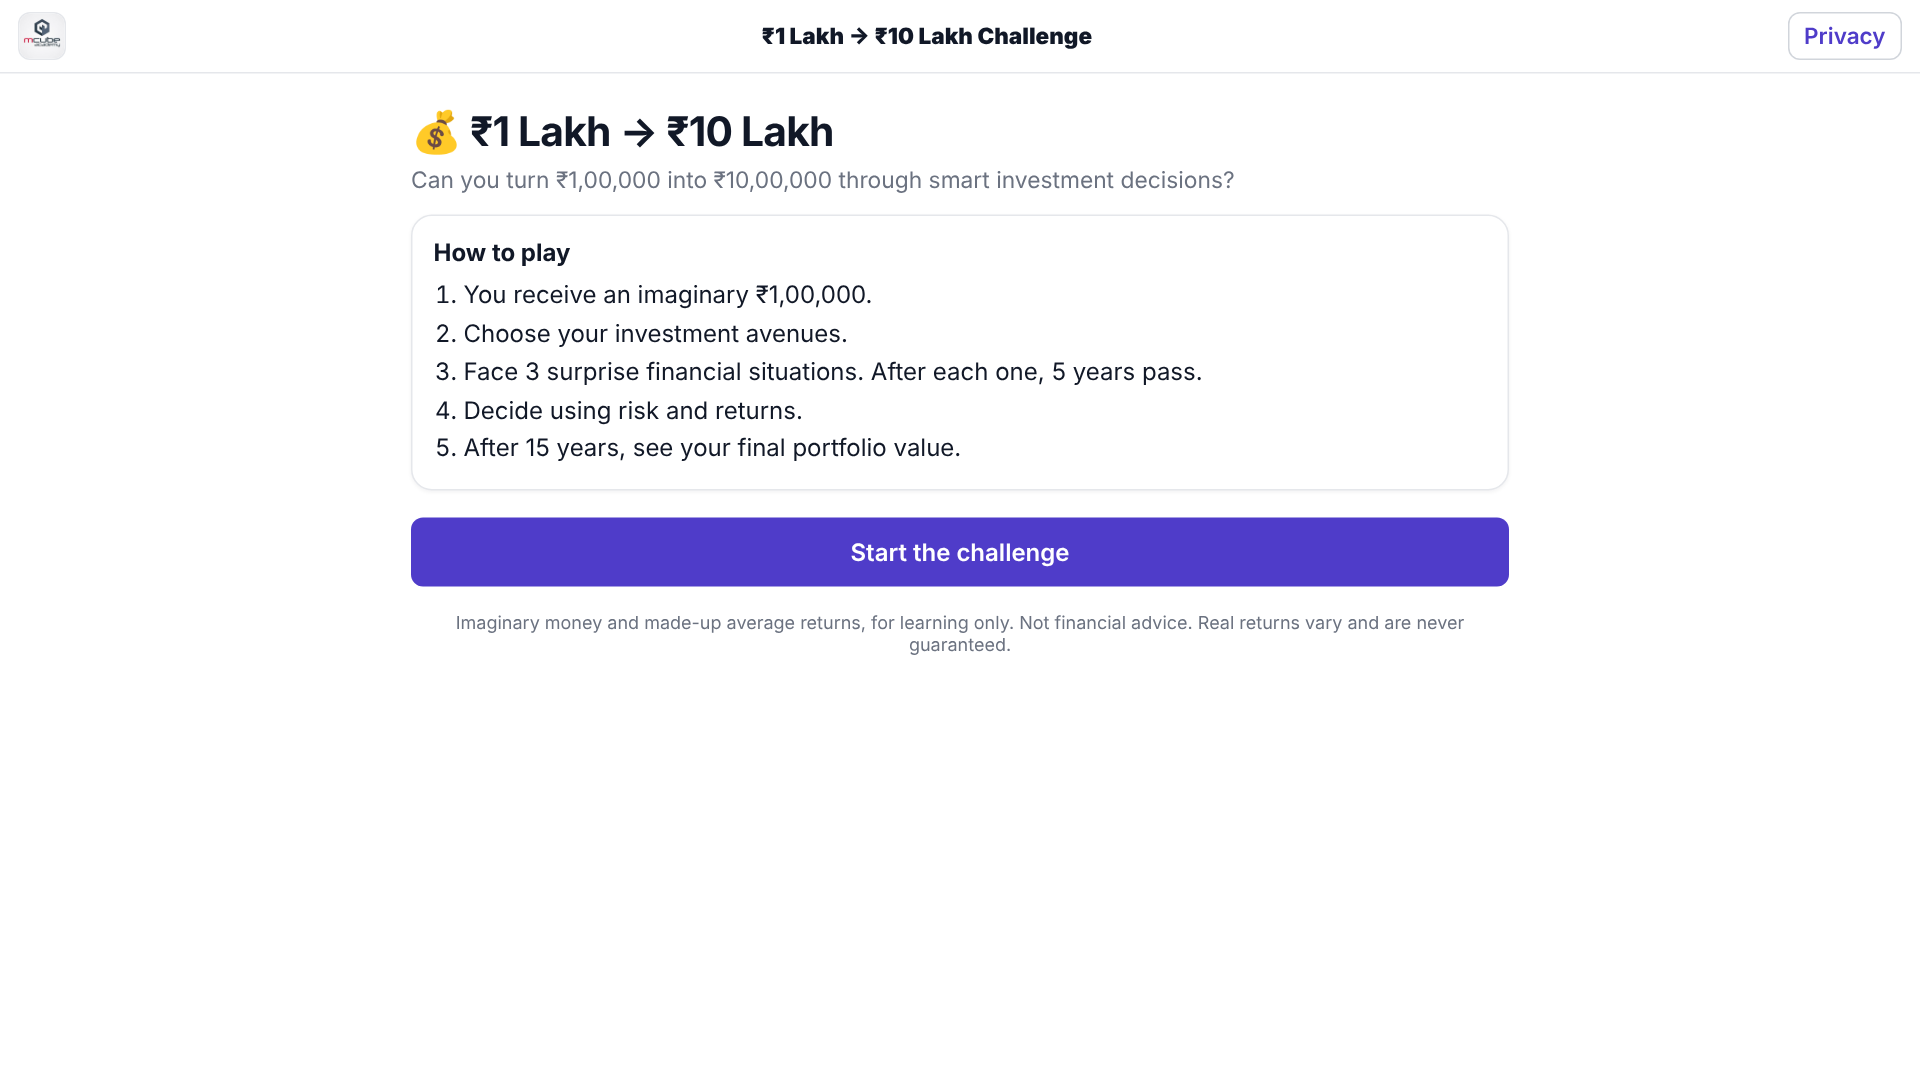 mcube
academy
₹1 Lakh → ₹10 Lakh Challenge
Privacy
💰 ₹1 Lakh → ₹10 Lakh
Can you turn ₹1,00,000 into ₹10,00,000 through smart investment decisions?
How to play
1. You receive an imaginary ₹1,00,000.
2. Choose your investment avenues.
3. Face 3 surprise financial situations. After each one, 5 years pass.
4. Decide using risk and returns.
5. After 15 years, see your final portfolio value.
Start the challenge
Imaginary money and made-up average returns, for learning only. Not financial advice. Real returns vary and are never
guaranteed.